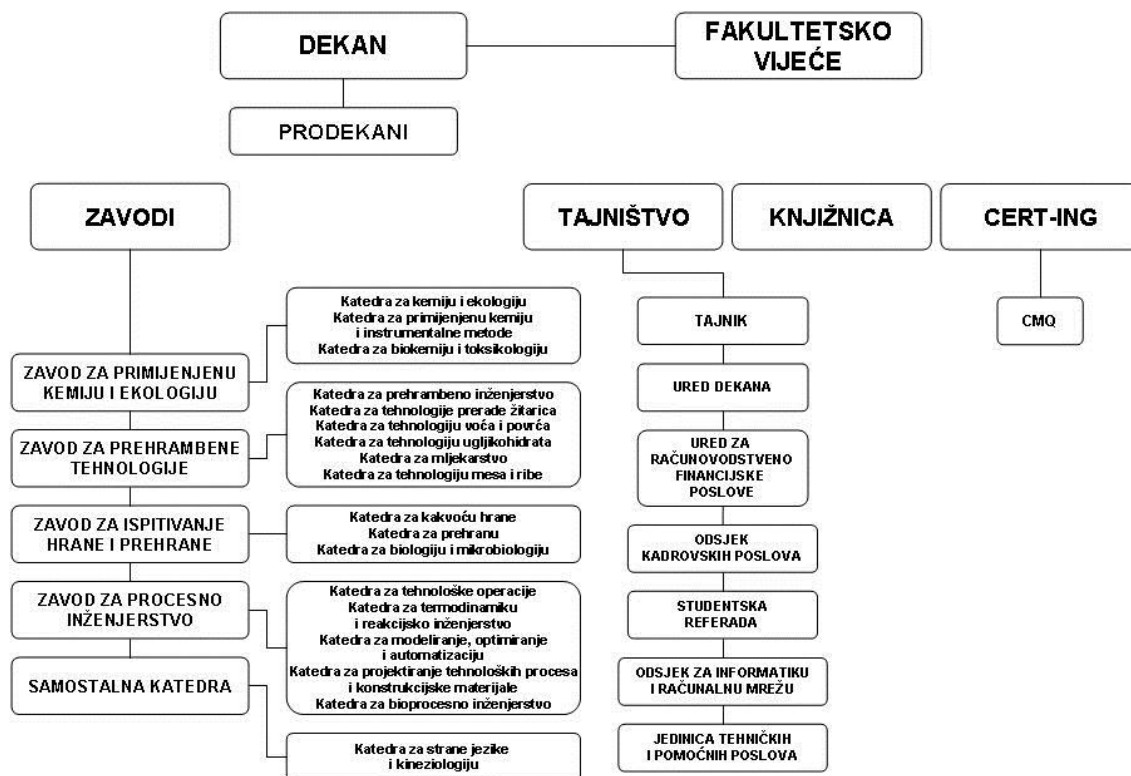 DEKAN
FAKULTETSKO
VIJEĆE
PRODEKANI
ZAVODI
TAJNIŠTVO
KNJIŽNICA
CERT-ING
ZAVOD ZA PRIMIJENJENU
KEMIJU I EKOLOGIJU
Katedra za kemiju i ekologiju
Katedra za primijenjenu kemiju
i instrumentalne metode
Katedra za biokemiju i toksikologiju
ZAVOD ZA PREHRAMBENE
TEHNOLOGIJE
Katedra za prehrambeno inženjerstvo
Katedra za tehnologije prerade žitarica
Katedra za tehnologiju voća i povrća
Katedra za tehnologiju ugljikohidrata
Katedra za mljekarstvo
Katedra za tehnologiju mesa i ribe
ZAVOD ZA ISPITIVANJE
HRANE I PREHRANE
Katedra za kakvoću hrane
Katedra za prehranu
Katedra za biologiju i mikrobiologiju
ZAVOD ZA PROCESNO
INŽENJERSTVO
Katedra za tehnološke operacije
Katedra za termodinamiku
i reakcijsko inženjerstvo
Katedra za modeliranje, optimiranje
i automatizaciju
Katedra za projektiranje tehnoloških procesa
i konstrukcijske materijale
Katedra za bioprocesno inženjerstvo
SAMOSTALNA KATEDRA
Katedra za strane jezike
i kineziologiju
TAJNIK
URED DEKANA
URED ZA
RAČUNOVODSTVENO
FINANCIJSKE
POSLOVE
ODSJEK
KADROVSKIH POSLOVA
STUDENTSKA
REFERADA
ODSJEK ZA INFORMATIKU
I RAČUNALNU MREŽU
JEDINICA TEHNIČKIH
I POMOĆNIH POSLOVA
CMQ